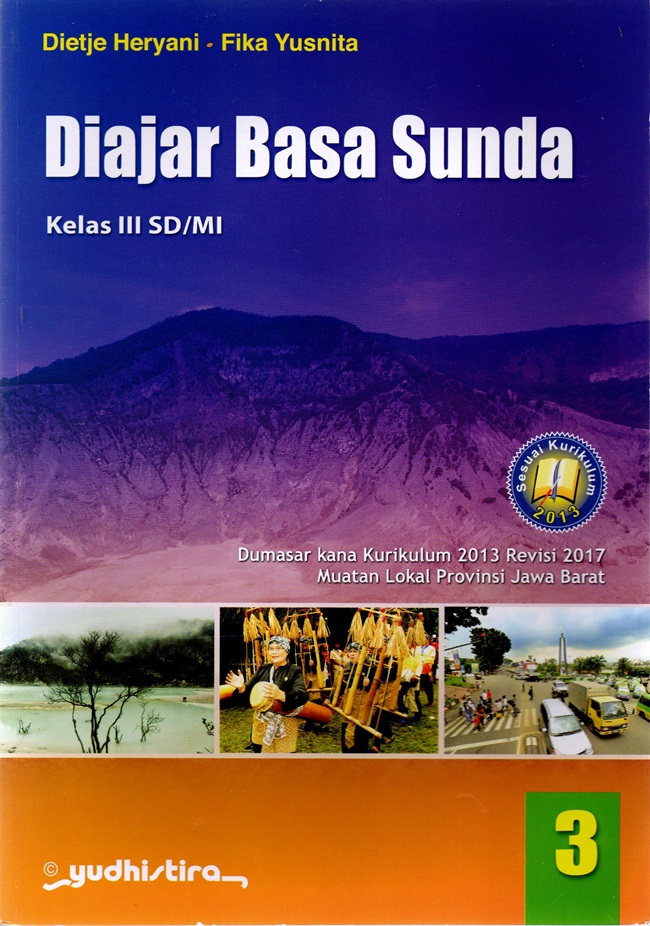 Dietje Heryani • Fika Yusnita
Diajar Basa Sunda
Kelas III SD/MI
Sesuai Kurikulum
2013
Dumasar kana Kurikulum 2013 Revisi 2017
Muatan Lokal Provinsi Jawa Barat
© yudhistira
3